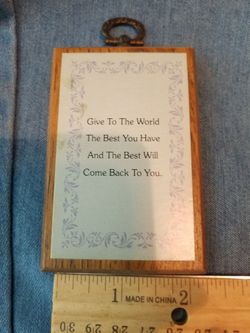 Give To The World
The Best You Have
And The Best Will
Come Back To You.
1 MADE IN CHINA 2